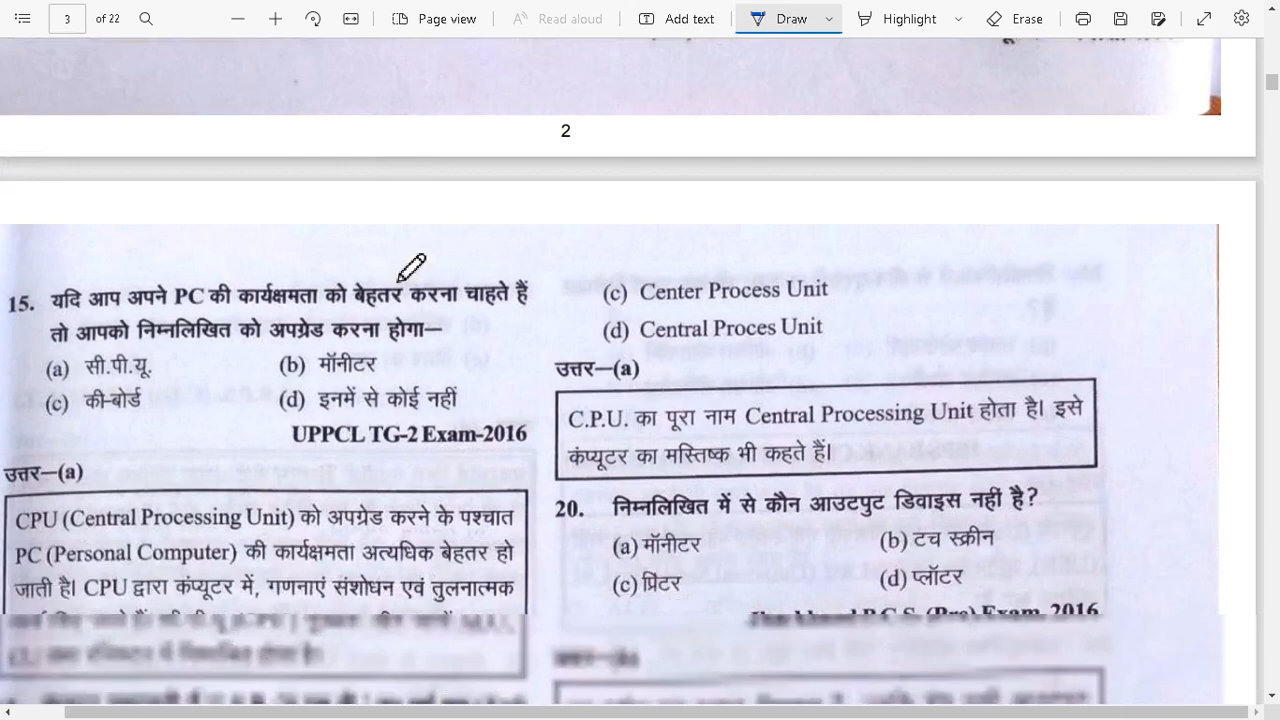 3
of 22
Page view
Read aloud
Add text
Draw
Highlight
Erase
2
15. यदि आप अपने PC की कार्यक्षमता को बेहतर करना चाहते हैं
तो आपको निम्नलिखित को अपग्रेड करना होगा—
(a) सी.पी.यू. (b) मॉनीटर
(c) की-बोर्ड (d) इनमें से कोई नहीं
UPPCL TG-2 Exam-2016
उत्तर—(a)
CPU (Central Processing Unit) को अपग्रेड करने के पश्चात
PC (Personal Computer) की कार्यक्षमता अत्यधिक बेहतर हो
जाती है। CPU द्वारा कंप्यूटर में, गणनाएं संशोधन एवं तुलनात्मक
(c) Center Process Unit
(d) Central Proces Unit
उत्तर—(a)
C.P.U. का पूरा नाम Central Processing Unit होता है। इसे
कंप्यूटर का मस्तिष्क भी कहते हैं।
20. निम्नलिखित में से कौन आउटपुट डिवाइस नहीं है?
(a) मॉनीटर (b) टच स्क्रीन
(c) प्रिंटर (d) प्लॉटर
Jharkhand P.C.S. (Pre) Exam, 2016